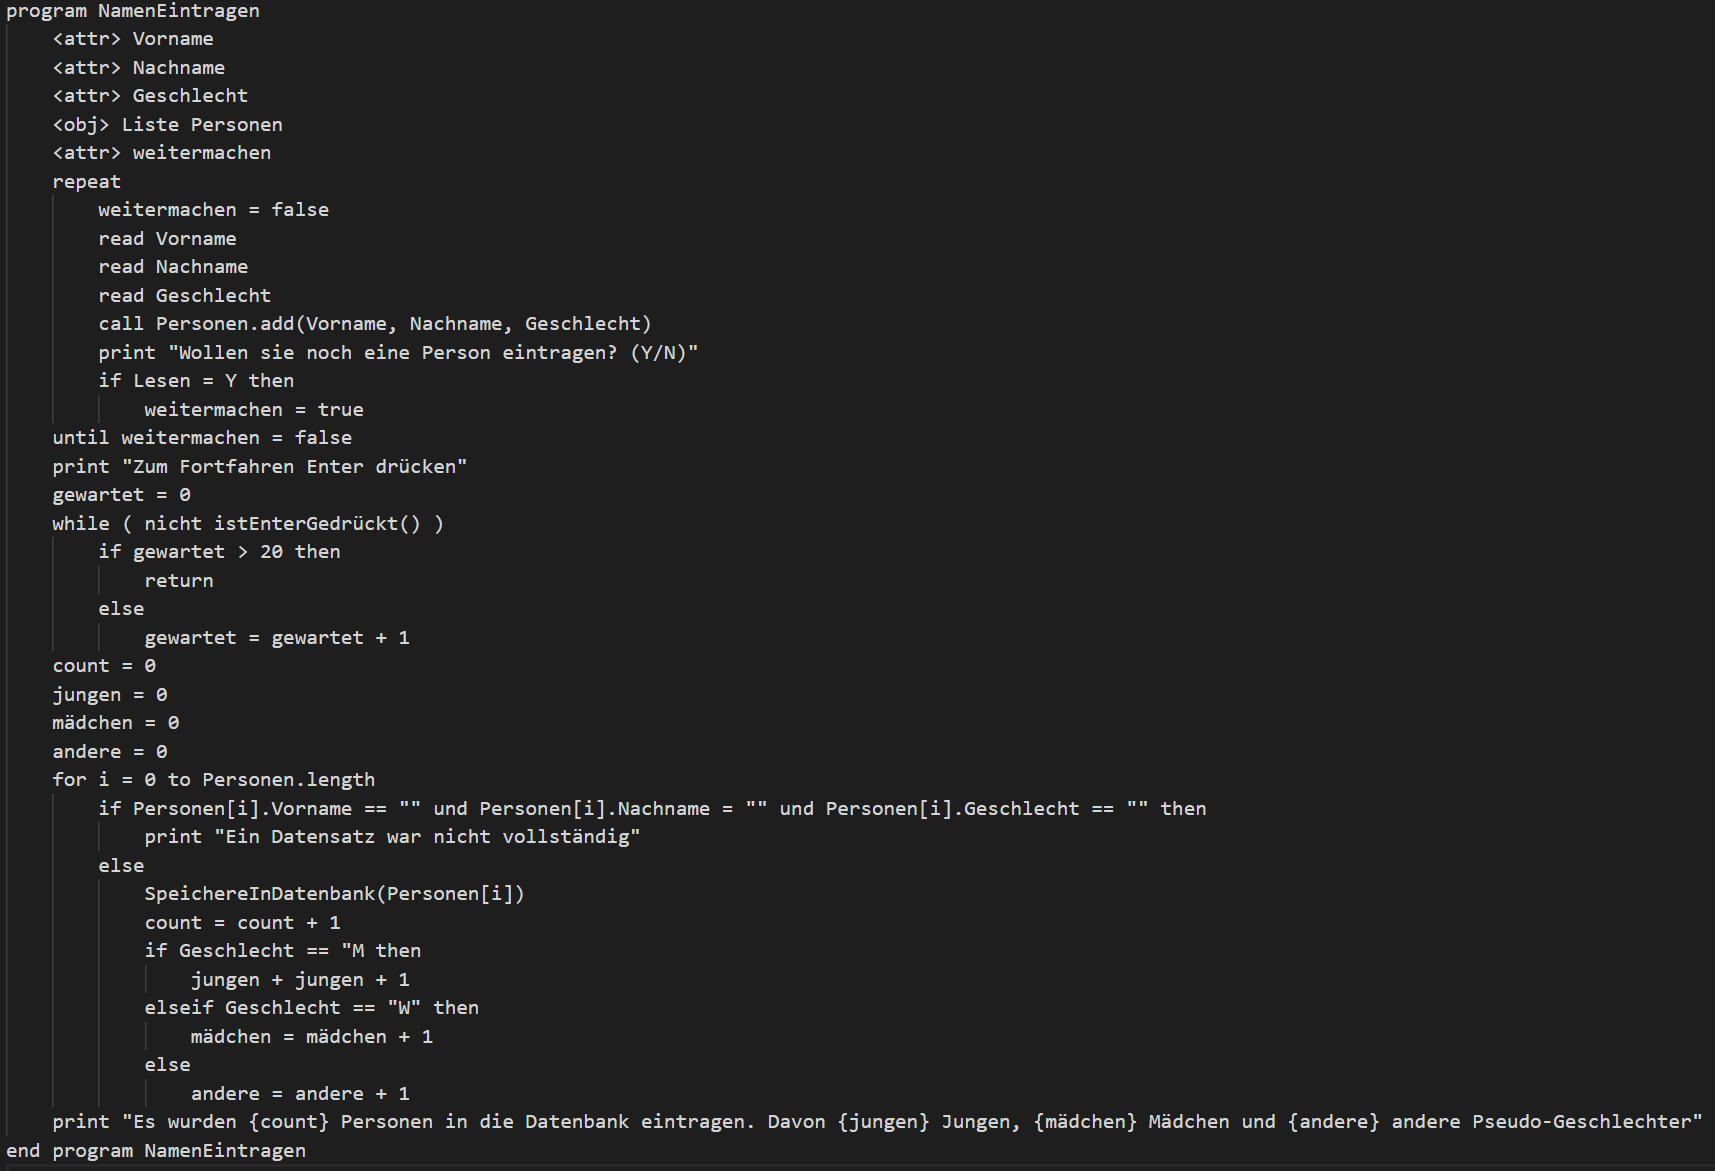 program NamenEintragen
    <attr> Vorname
    <attr> Nachname
    <attr> Geschlecht
    <obj> Liste Personen
    <attr> weitermachen
    repeat
        weitermachen = false
        read Vorname
        read Nachname
        read Geschlecht
        call Personen.add(Vorname, Nachname, Geschlecht)
        print "Wollen sie noch eine Person eintragen? (Y/N)"
        if Lesen = Y then
            weitermachen = true
    until weitermachen = false
    print "Zum Fortfahren Enter drücken"
    gewartet = 0
    while ( nicht istEnterGedrückt() )
        if gewartet > 20 then
            return
        else
            gewartet = gewartet + 1
    count = 0
    jungen = 0
    mädchen = 0
    andere = 0
    for i = 0 to Personen.length
        if Personen[i].Vorname == "" und Personen[i].Nachname = "" und Personen[i].Geschlecht == "" then
            print "Ein Datensatz war nicht vollständig"
        else
            SpeichereInDatenbank(Personen[i])
            count = count + 1
            if Geschlecht == "M then
                jungen + jungen + 1
            elseif Geschlecht == "W" then
                mädchen = mädchen + 1
            else
                andere = andere + 1
    print "Es wurden {count} Personen in die Datenbank eintragen. Davon {jungen} Jungen, {mädchen} Mädchen und {andere} andere Pseudo-Geschlechter"
end program NamenEintragen